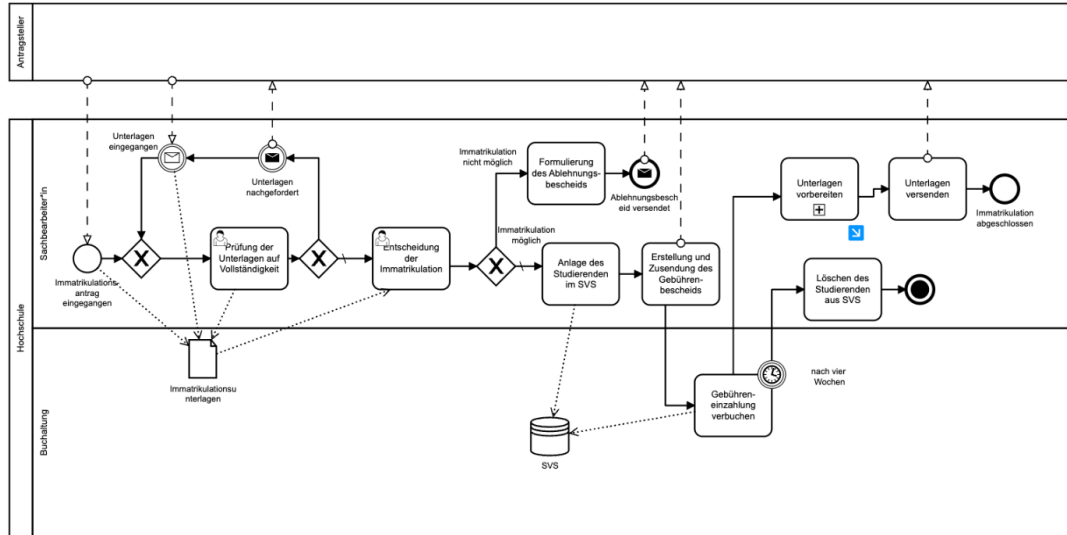 Antragsteller
Hochschule
Sachbearbeiter*in
Buchaltung
Unterlagen
eingegangen
Unterlagen
nachgefordert
Immatrikulations
antrag
eingegangen
Prüfung der
Unterlagen auf
Vollständigkeit
Entscheidung
der
Immatrikulation
Immatrikulation
nicht möglich
Formulierung
des Ablehnungs-
bescheids
Ablehnungsbesch
eid versendet
Immatrikulation
möglich
Anlage des
Studierenden
im SVS
Erstellung und
Zusendung des
Gebühren-
bescheids
Unterlagen
vorbereiten
Unterlagen
versenden
Immatrikulation
abgeschlossen
Löschen des
Studierenden
aus SVS
nach vier
Wochen
Gebühren-
einzahlung
verbuchen
Immatrikulationsu
nterlagen
SVS